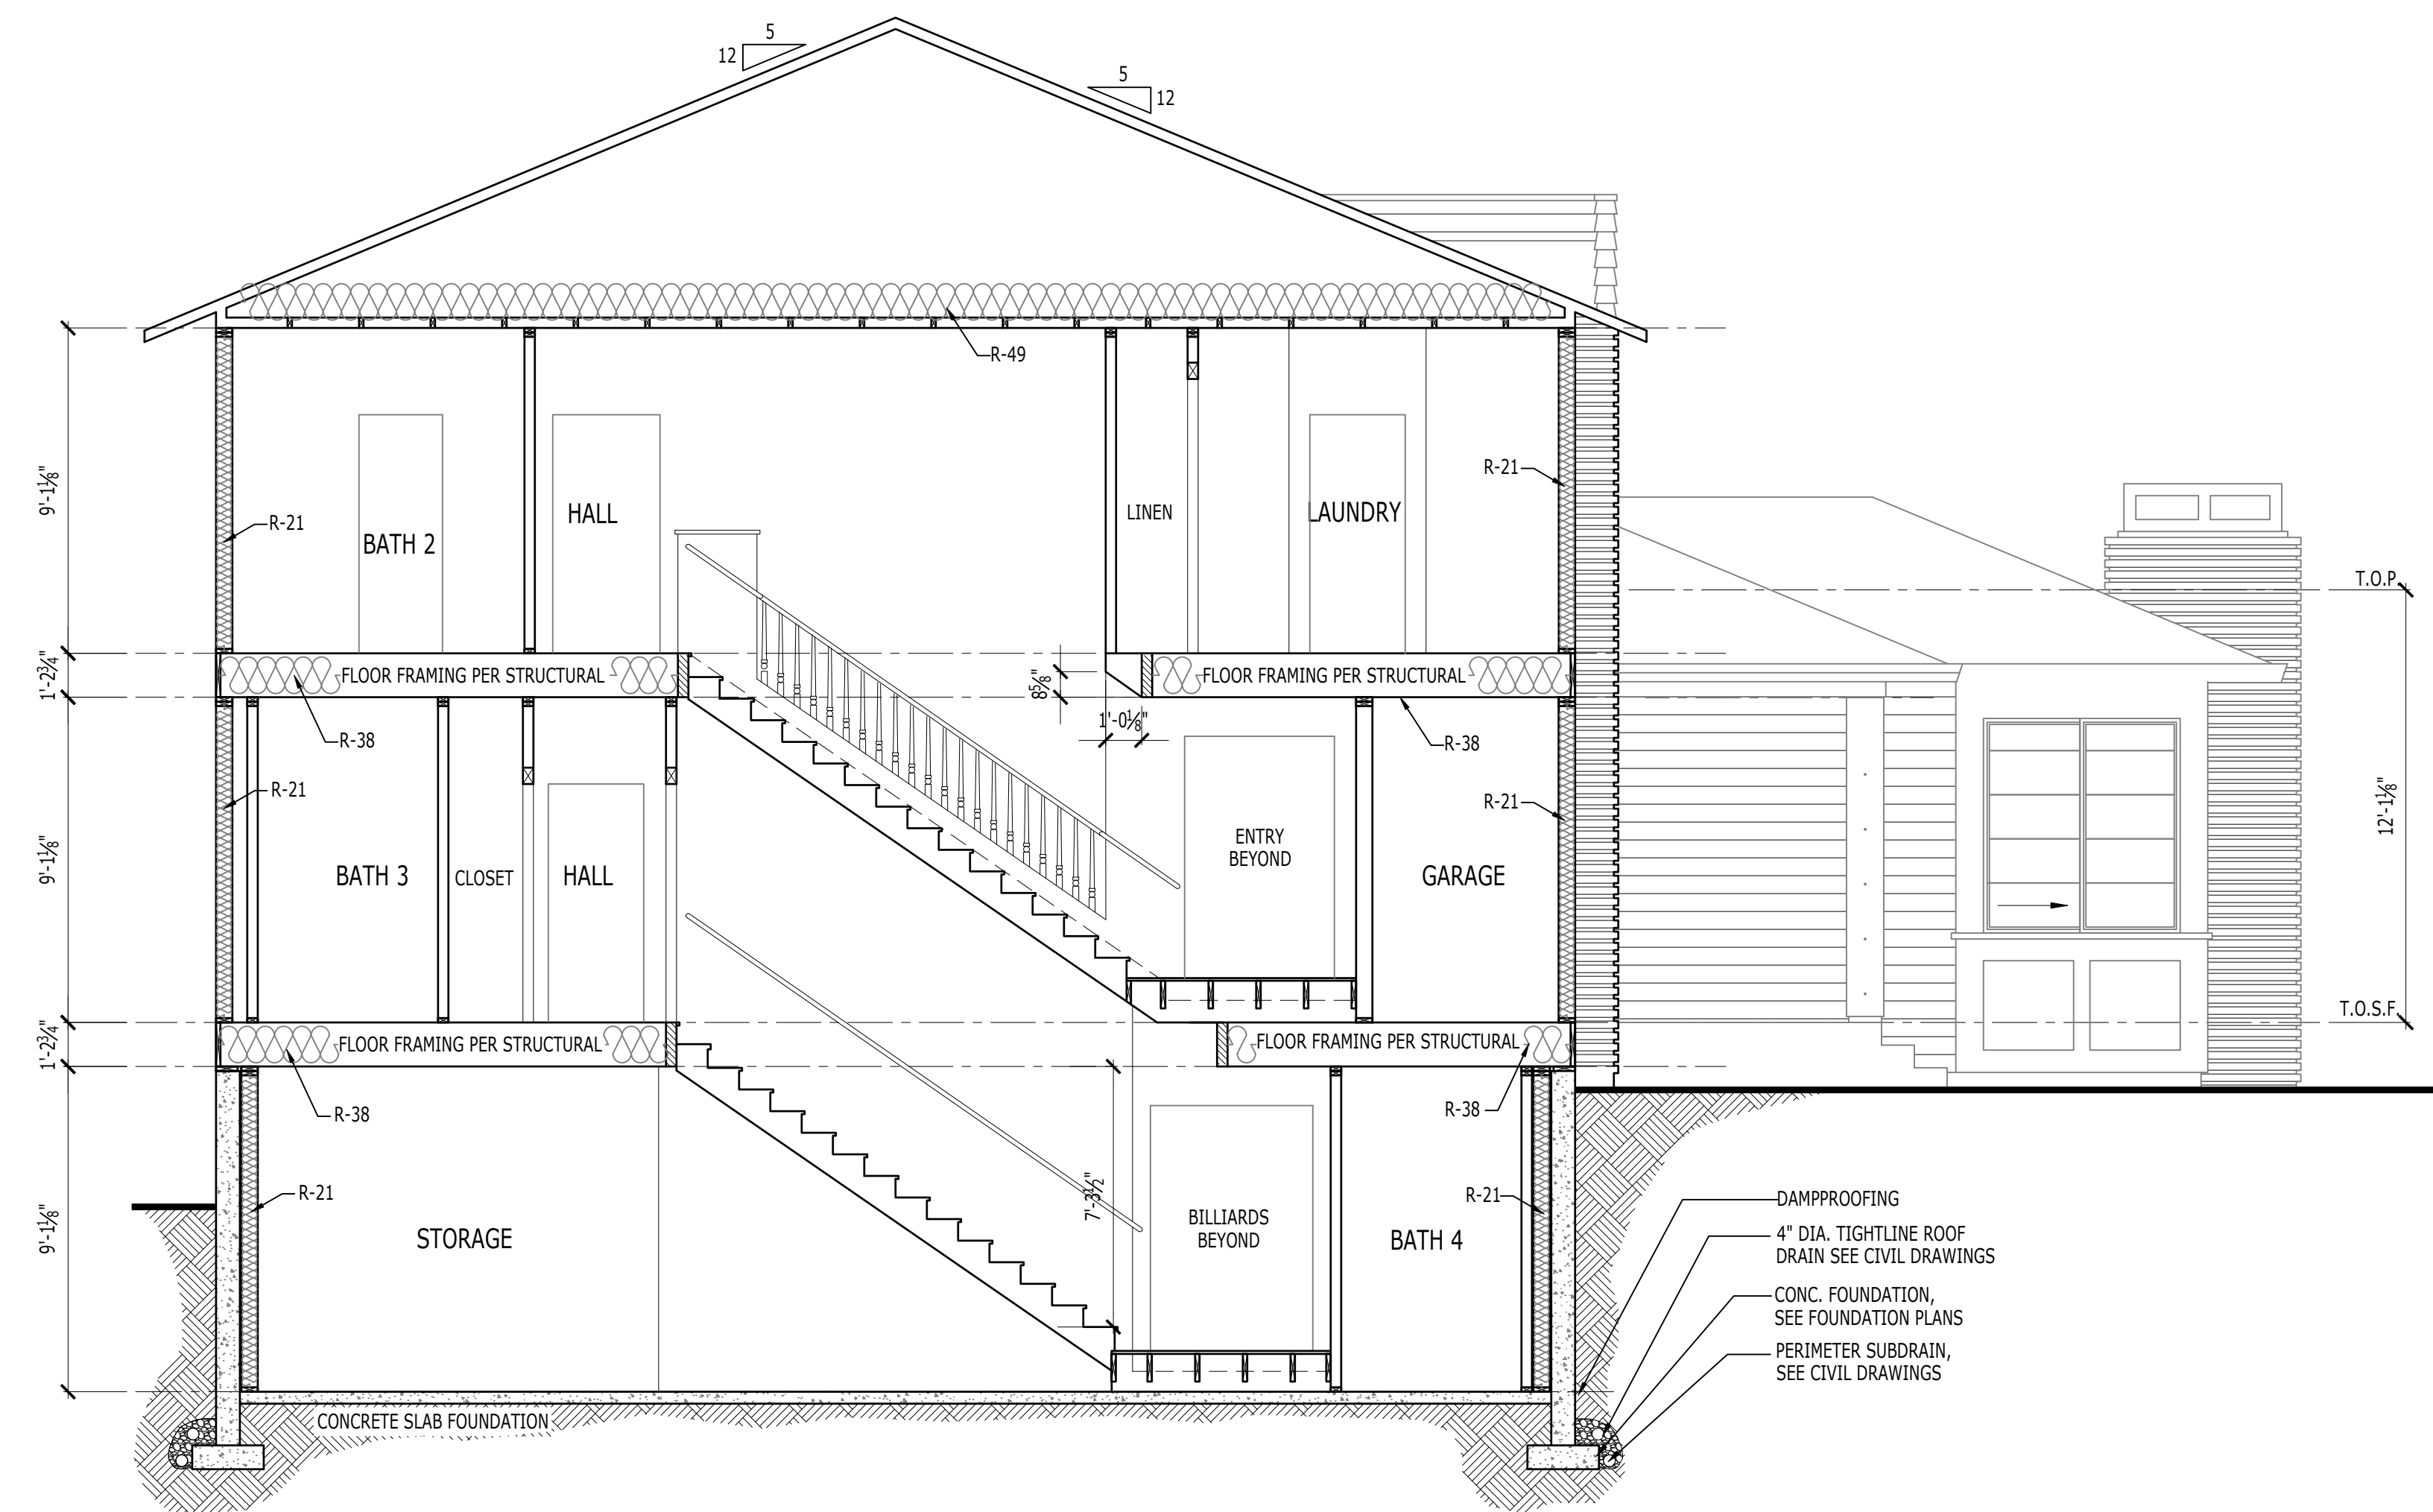 5
12
5
12
R-49
9'-1⅛"
R-21
BATH 2
HALL
LINEN
LAUNDRY
R-21
T.O.P.
1'-2¾"
FLOOR FRAMING PER STRUCTURAL
8⅝"
FLOOR FRAMING PER STRUCTURAL
1'-0⅛"
R-38
R-38
R-21
R-21
12'-1⅛"
9'-1⅛"
BATH 3
CLOSET
HALL
ENTRY
BEYOND
GARAGE
T.O.S.F.
1'-2¾"
FLOOR FRAMING PER STRUCTURAL
FLOOR FRAMING PER STRUCTURAL
R-38
R-38
R-21
7'-3½"
R-21
9'-1⅛"
STORAGE
BILLIARDS
BEYOND
BATH 4
DAMPPROOFING
4" DIA. TIGHTLINE ROOF
DRAIN SEE CIVIL DRAWINGS
CONC. FOUNDATION,
SEE FOUNDATION PLANS
PERIMETER SUBDRAIN,
SEE CIVIL DRAWINGS
CONCRETE SLAB FOUNDATION